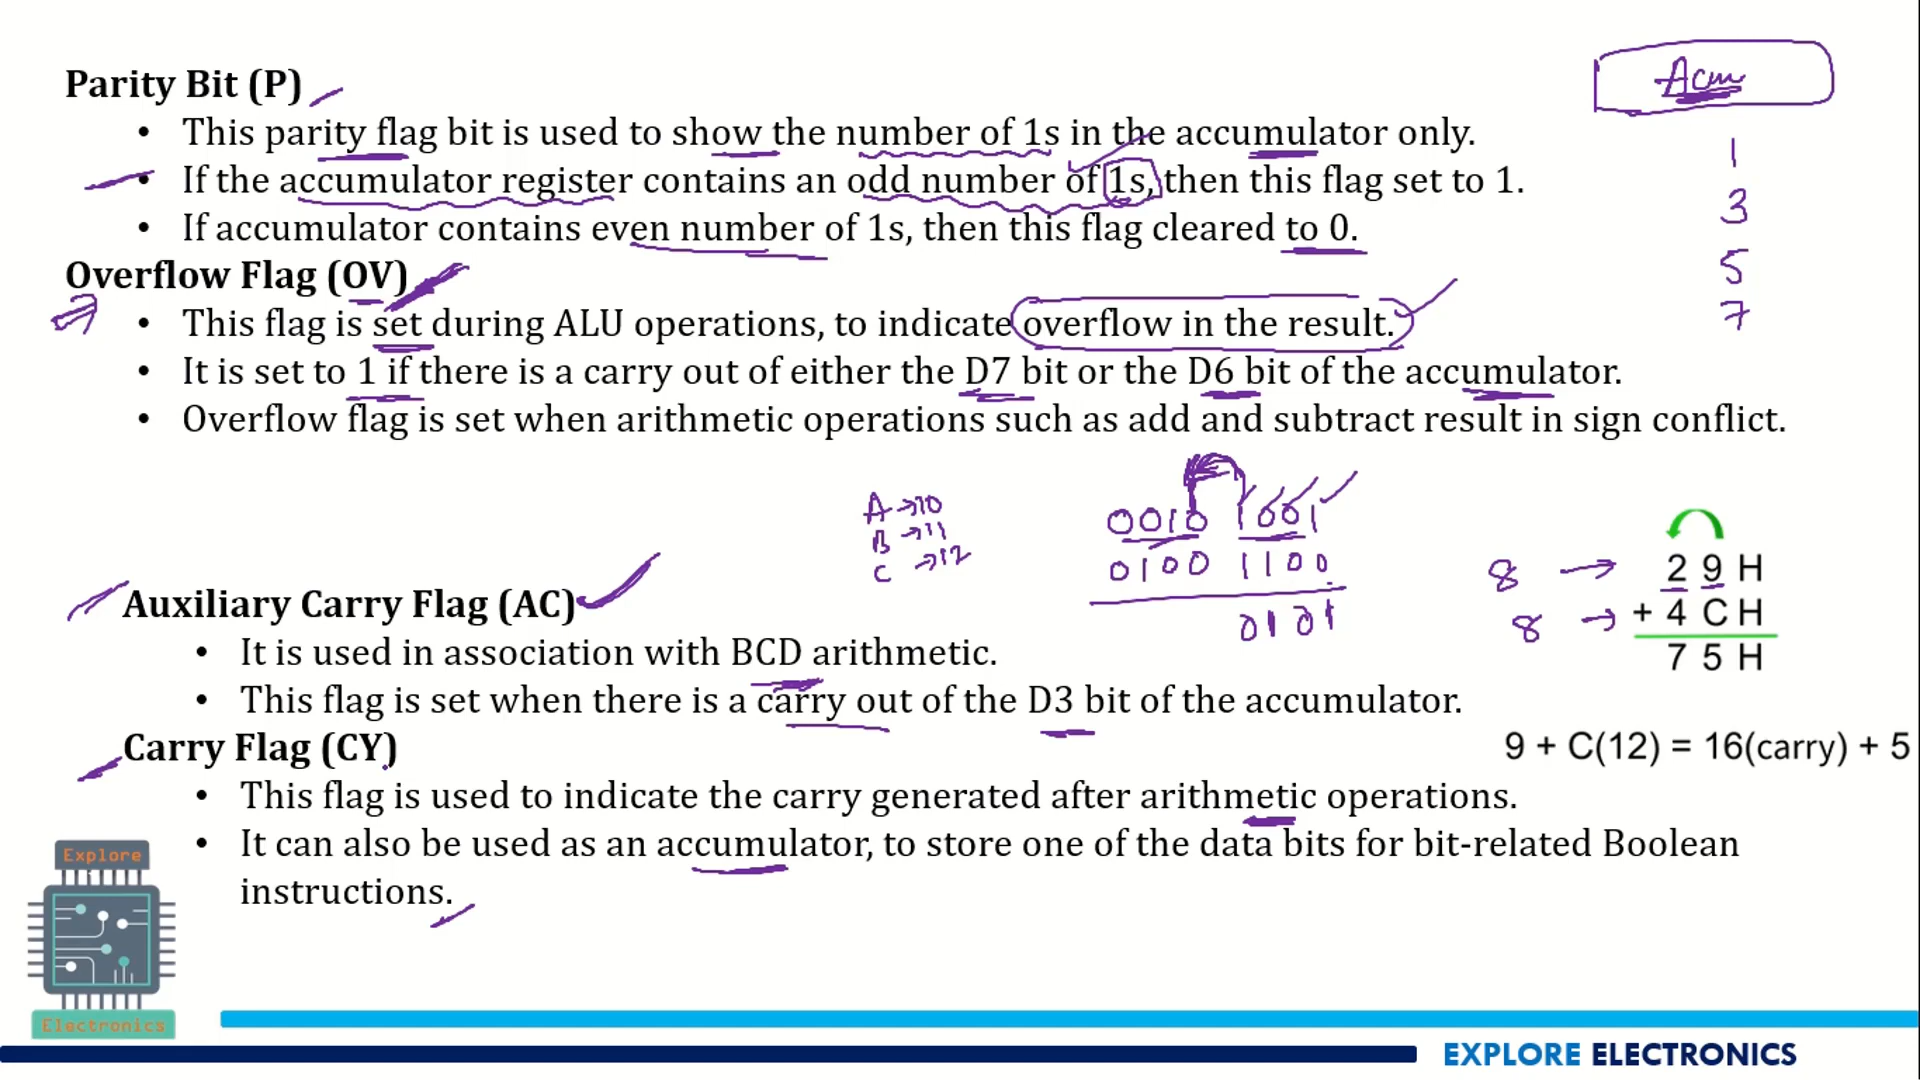 Parity Bit (P)
• This parity flag bit is used to show the number of 1s in the accumulator only.
• If the accumulator register contains an odd number of 1s, then this flag set to 1.
• If accumulator contains even number of 1s, then this flag cleared to 0.
Acm
1
3
5
7
Overflow Flag (OV)
• This flag is set during ALU operations, to indicate overflow in the result.
• It is set to 1 if there is a carry out of either the D7 bit or the D6 bit of the accumulator.
• Overflow flag is set when arithmetic operations such as add and subtract result in sign conflict.
A → 10
B → 11
C → 12
0010 1001
0100 1100
0101
8 → 29H
8 → + 4CH
75H
9 + C(12) = 16(carry) + 5
Auxiliary Carry Flag (AC)
• It is used in association with BCD arithmetic.
• This flag is set when there is a carry out of the D3 bit of the accumulator.
Carry Flag (CY)
• This flag is used to indicate the carry generated after arithmetic operations.
• It can also be used as an accumulator, to store one of the data bits for bit-related Boolean
instructions.
Explore
Electronics
EXPLORE ELECTRONICS